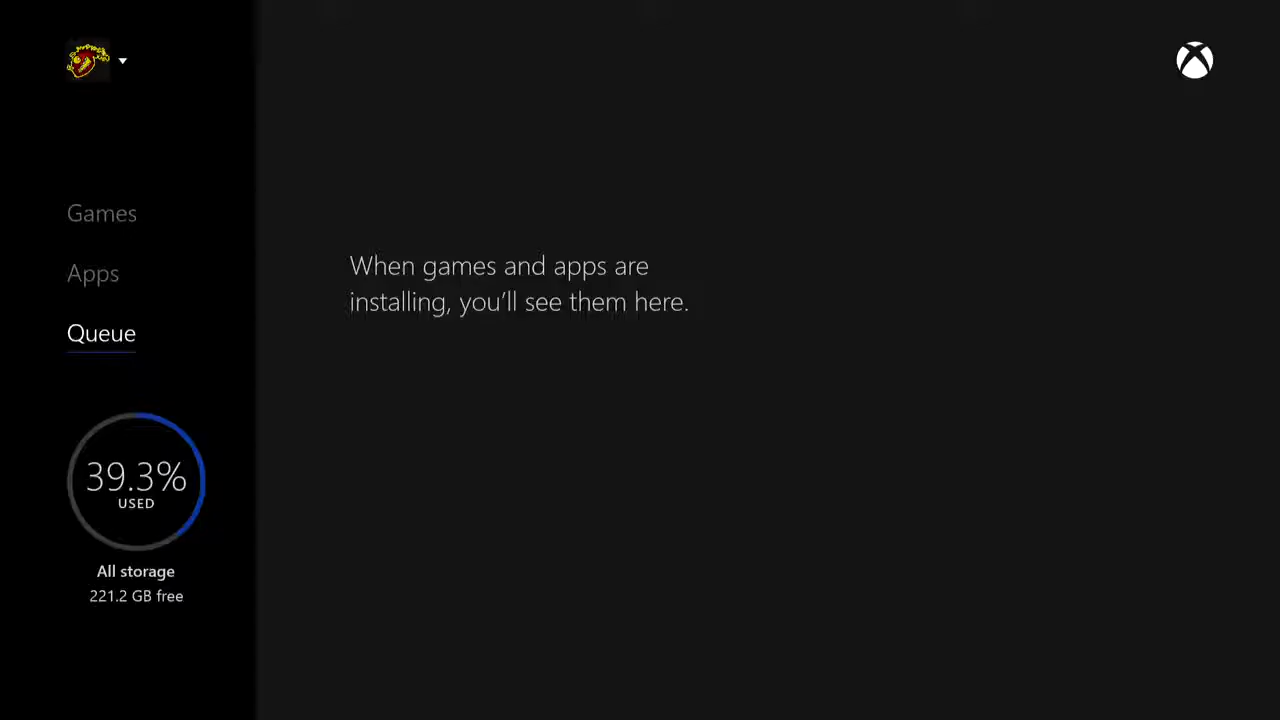 Games
Apps
Queue
39.3%
USED
All storage
221.2 GB free
When games and apps are
installing, you'll see them here.